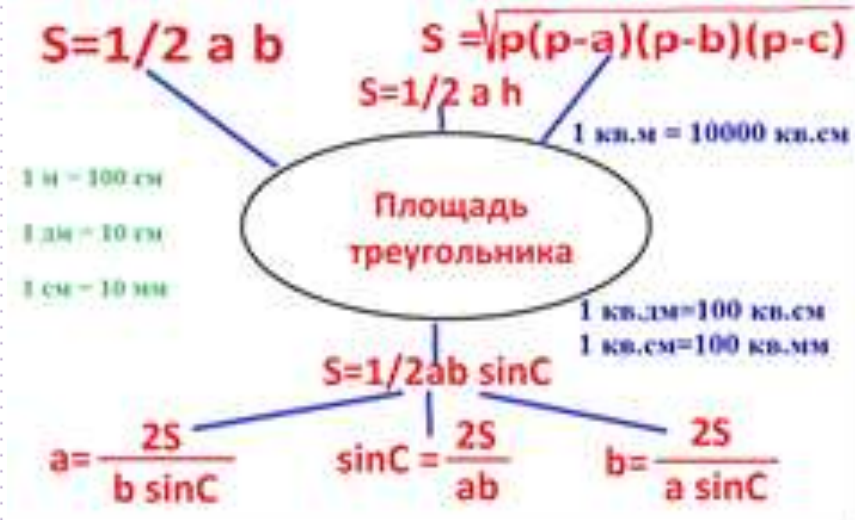 S=1/2 a b
S =√p(p-a)(p-b)(p-c)
S=1/2 a h
1 кв.м = 10000 кв.см
1 м = 100 см
1 дм = 10 см
1 см = 10 мм
Площадь
треугольника
1 кв.дм=100 кв.см
1 кв.см=100 кв.мм
S=1/2ab sinC
a= 2S / b sinC
sinC = 2S / ab
b= 2S / a sinC